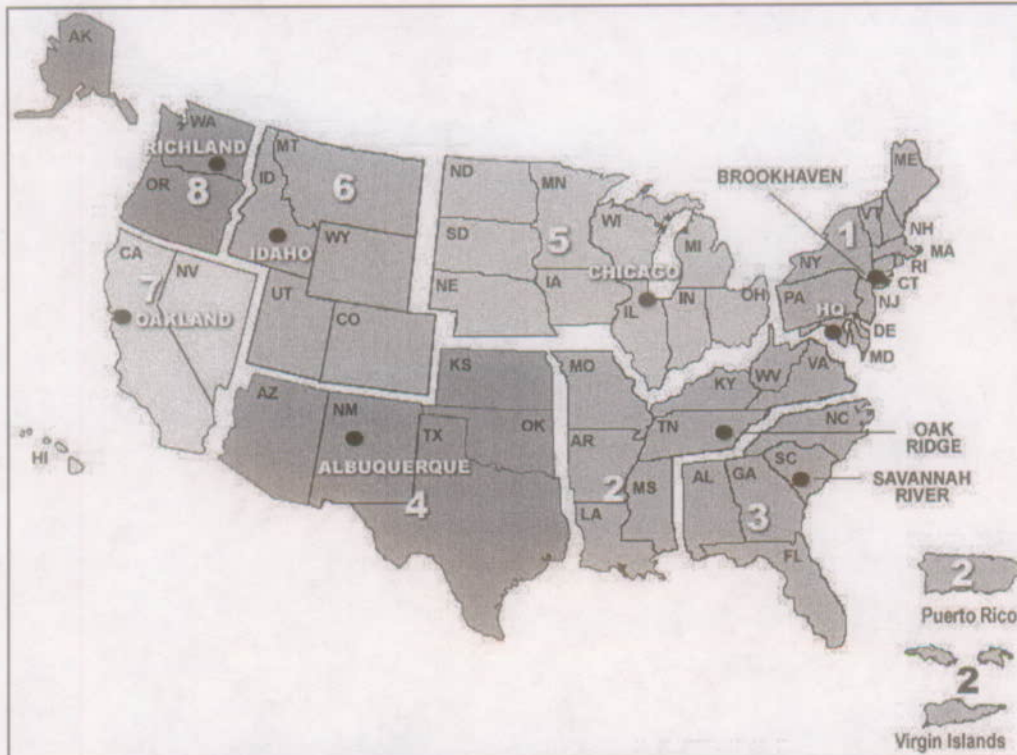 AK
WA
RICHLAND
OR
8
MT
ID
6
IDAHO
WY
ND
MN
SD
5
WI
MI
NE
IA
CHICAGO
IL
IN
OH
BROOKHAVEN
ME
1
NH
NY
MA
RI
CT
PA
NJ
HQ
DE
MD
CA
NV
7
OAKLAND
UT
CO
KS
MO
KY
WV
VA
AZ
NM
TX
OK
AR
TN
NC
OAK
RIDGE
ALBUQUERQUE
4
2
MS
LA
AL
GA
SC
SAVANNAH
RIVER
3
FL
HI
2
Puerto Rico
2
Virgin Islands